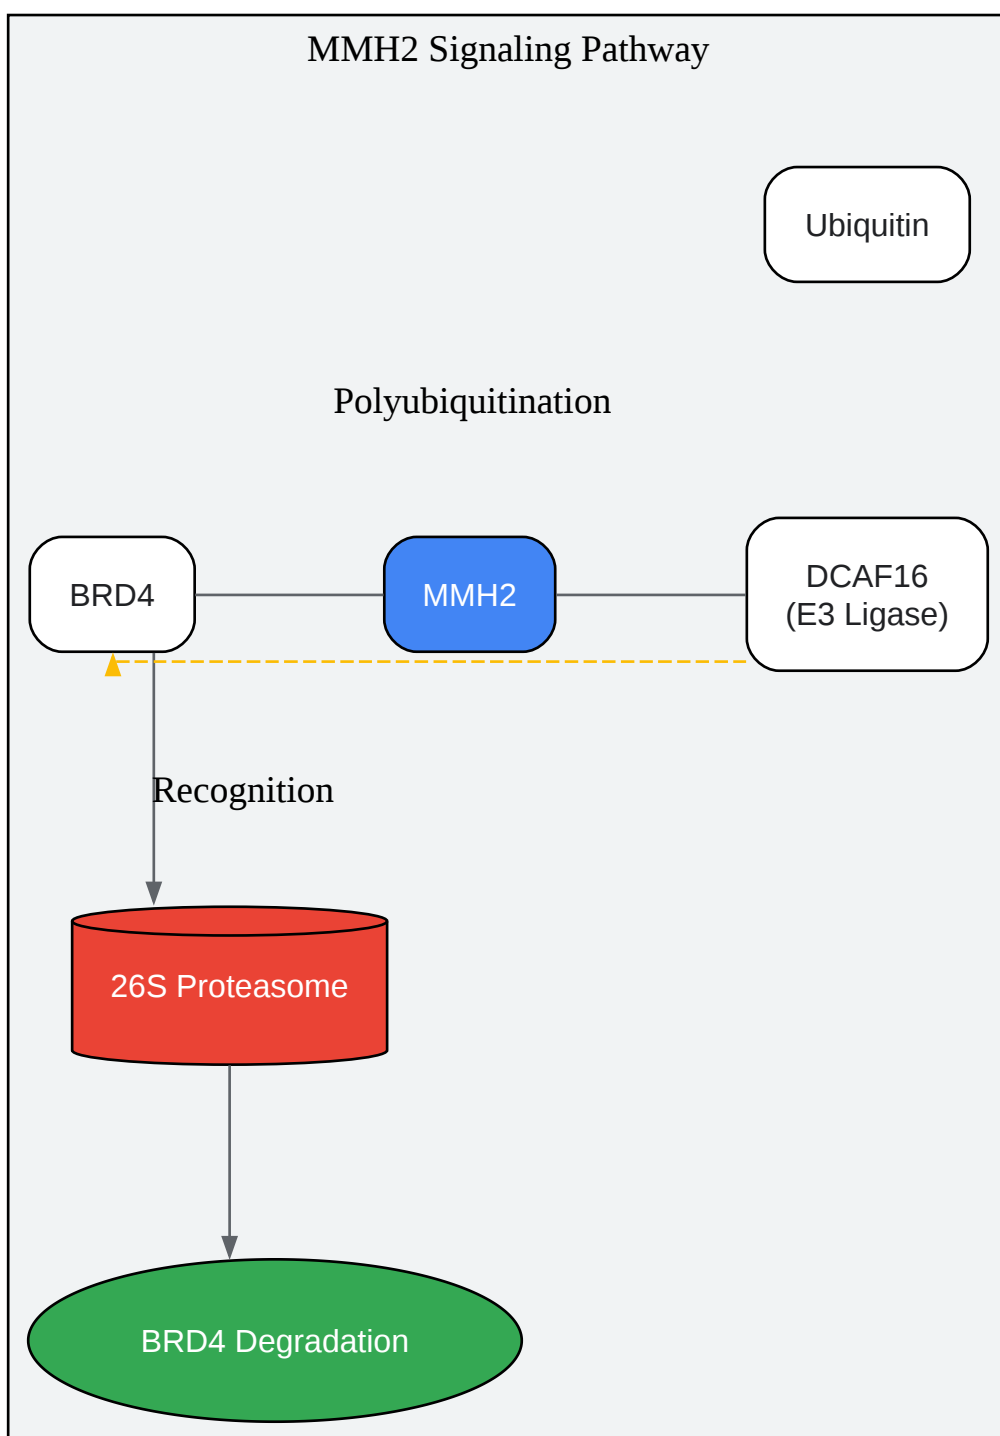 MMH2 Signaling Pathway
Ubiquitin
Polyubiquitination
BRD4
MMH2
DCAF16
(E3 Ligase)
Recognition
26S Proteasome
BRD4 Degradation